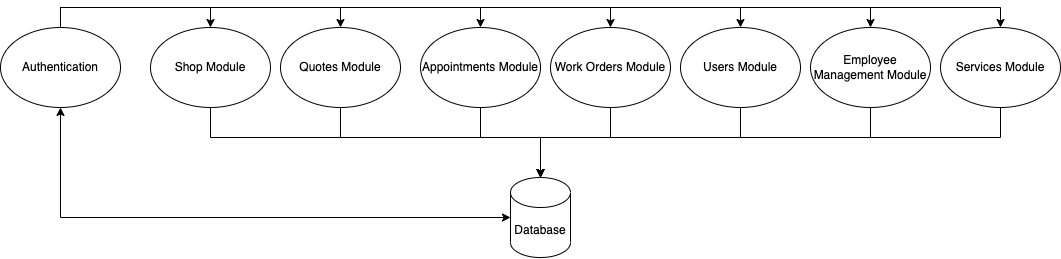 Authentication
Shop Module
Quotes Module
Appointments Module
Work Orders Module
Users Module
Employee
Management Module
Services Module
Database